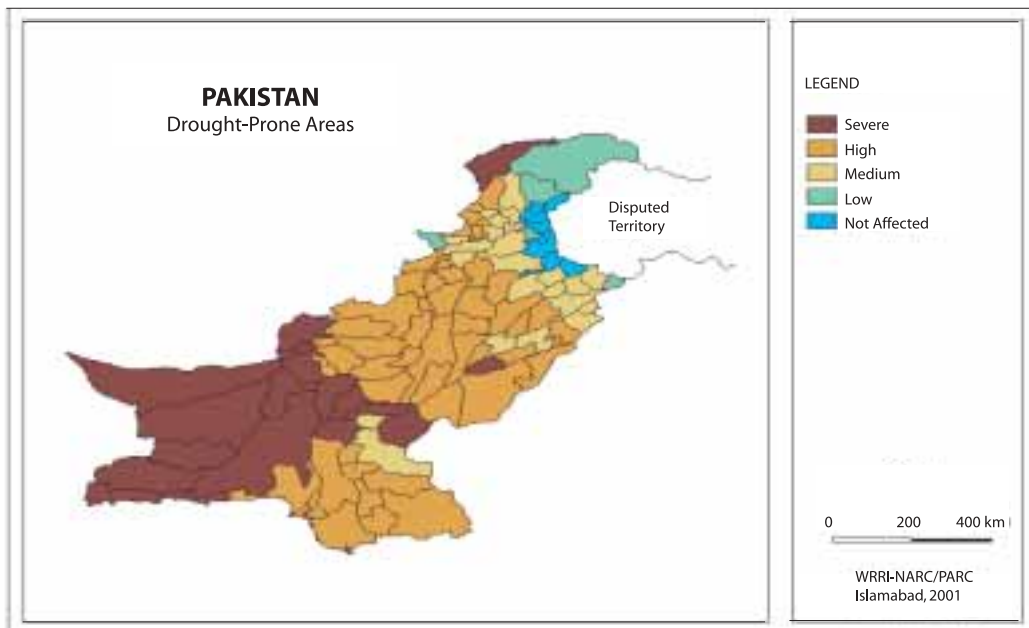 PAKISTAN
Drought-Prone Areas
Disputed
Territory
LEGEND
Severe
High
Medium
Low
Not Affected
0 200 400 km
WRRI-NARC/PARC
Islamabad, 2001